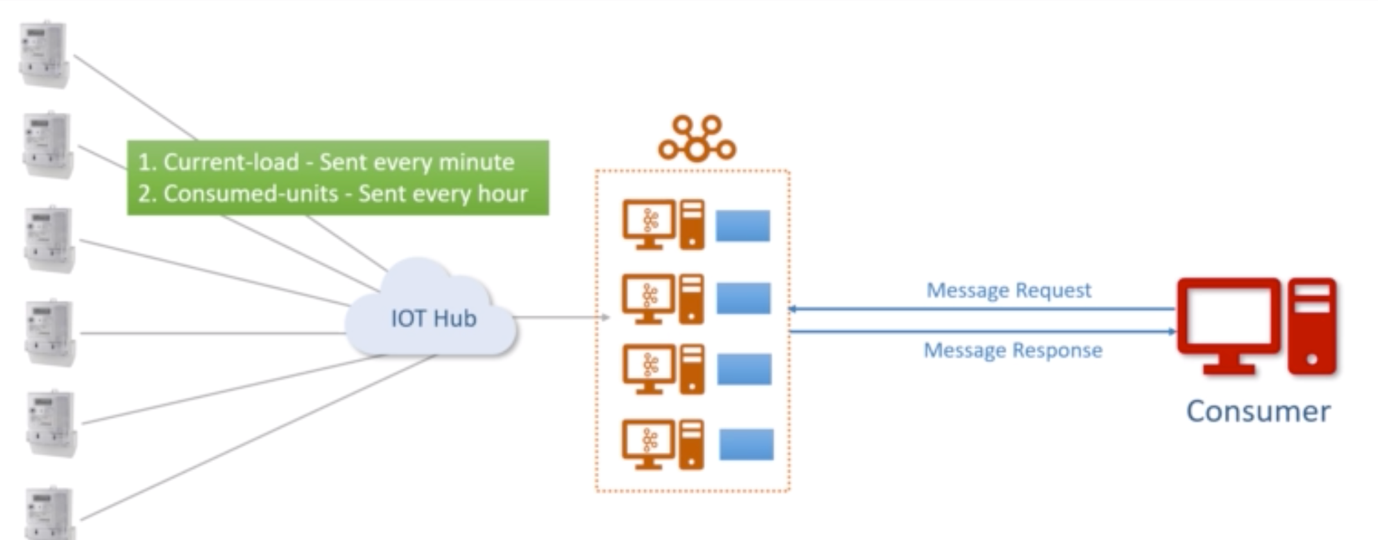 1. Current-load - Sent every minute
2. Consumed-units - Sent every hour
IOT Hub
Message Request
Message Response
Consumer